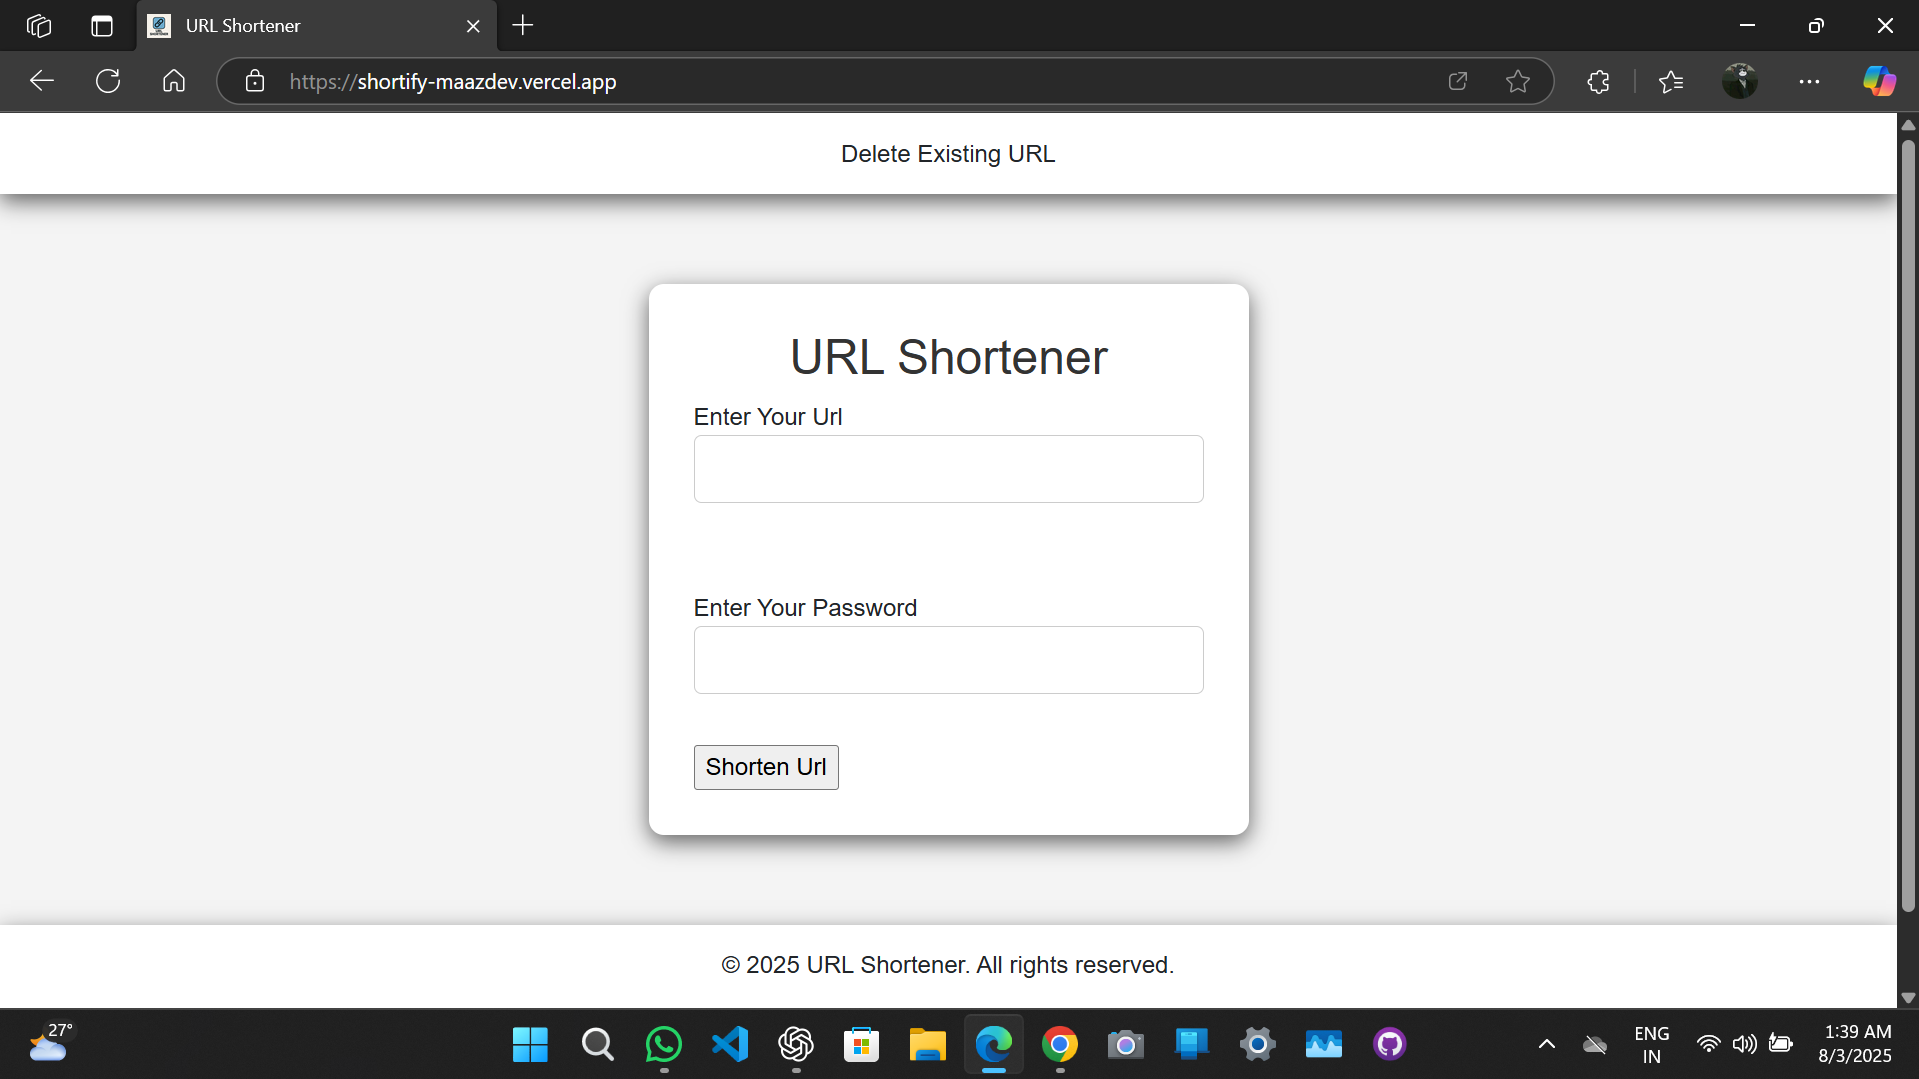 URL Shortener
https://shortify-maazdev.vercel.app
Delete Existing URL
URL Shortener
Enter Your Url
Enter Your Password
Shorten Url
© 2025 URL Shortener. All rights reserved.
27°
ENG
IN
1:39 AM
8/3/2025